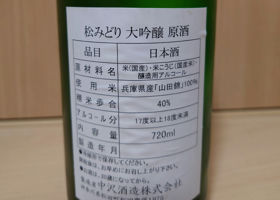 松みどり 大吟醸 原酒
品目 日本酒
原材料 米(国産)・米こうじ(国産米)・醸造用アルコール
使用米 兵庫県産「山田錦」100%
精米歩合 40%
アルコール分 17度以上18度未満
内容量 720ml
製造年月
中沢酒造株式会社